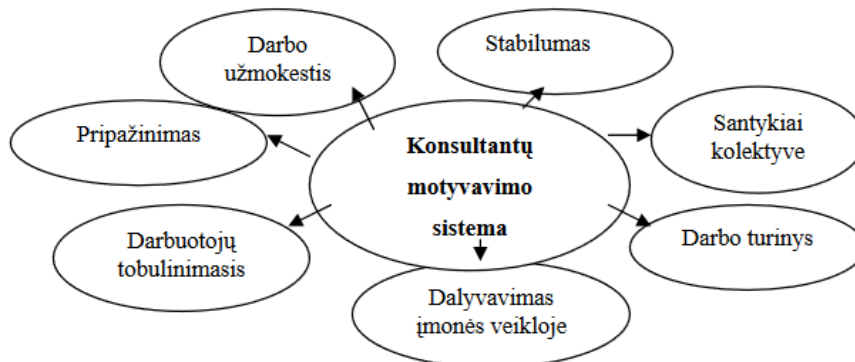 Darbo
užmokestis
Stabilumas
Pripažinimas
Santykiai
kolektyve
Konsultantų
motyvavimo
sistema
Darbuotojų
tobulinimasis
Darbo turinys
Dalyvavimas
įmonės veikloje